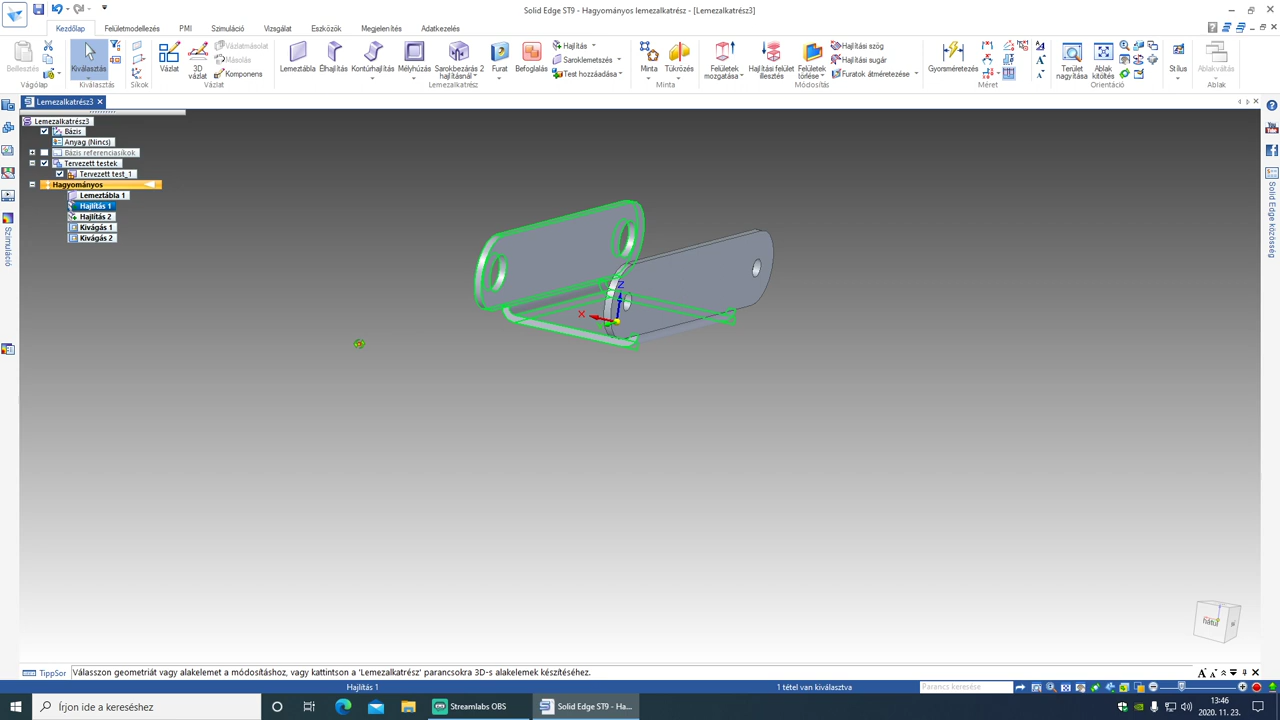 Solid Edge ST9 - Hagyományos lemezalkatrész - [Lemezalkatrész3]
Kezdőlap Felületmodellezés PMI Szimuláció Vizsgálat Eszközök Megjelenítés Adatkezelés
Beillesztés
Vágólap
Kiválasztás
Kiválasztás
Síkok
Vázlat
3D vázlat
Vázlatmásolat
Másolás
Komponens
Vázlat
Lemeztábla
Élhajlítás
Kontúrhajlítás
Mélyhúzás
Sarokbezárás 2 hajlításnál
Furat
Befoglalás
Hajlítás
Saroklemetszés
Test hozzáadása
Lemezalkatrész
Minta
Tükrözés
Minta
Felületek mozgatása
Hajlítási felület illesztés
Felületek törlése
Hajlítási szög
Hajlítási sugár
Furatok átméretezése
Módosítás
Gyorsméretezés
Méret
Terület nagyítása
Ablak kitöltés
Orientáció
Stílus
Ablakváltás
Ablak
Lemezalkatrész3
Lemezalkatrész3
Bázis
Anyag (Nincs)
Bázis referenciasíkok
Tervezett testek
Tervezett test_1
Hagyományos
Lemeztábla 1
Hajlítás 1
Hajlítás 2
Kivágás 1
Kivágás 2
Szimuláció
Solid Edge közösség
Z
X
hátul
TippSor
Válasszon geometriát vagy alakelemet a módosításhoz, vagy kattintson a 'Lemezalkatrész' parancsokra 3D-s alakelemek készítéséhez.
Hajlítás 1
1 tétel van kiválasztva
Parancs keresése
Írjon ide a kereséshez
Streamlabs OBS
Solid Edge ST9 - Ha...
13:46
2020. 11. 23.